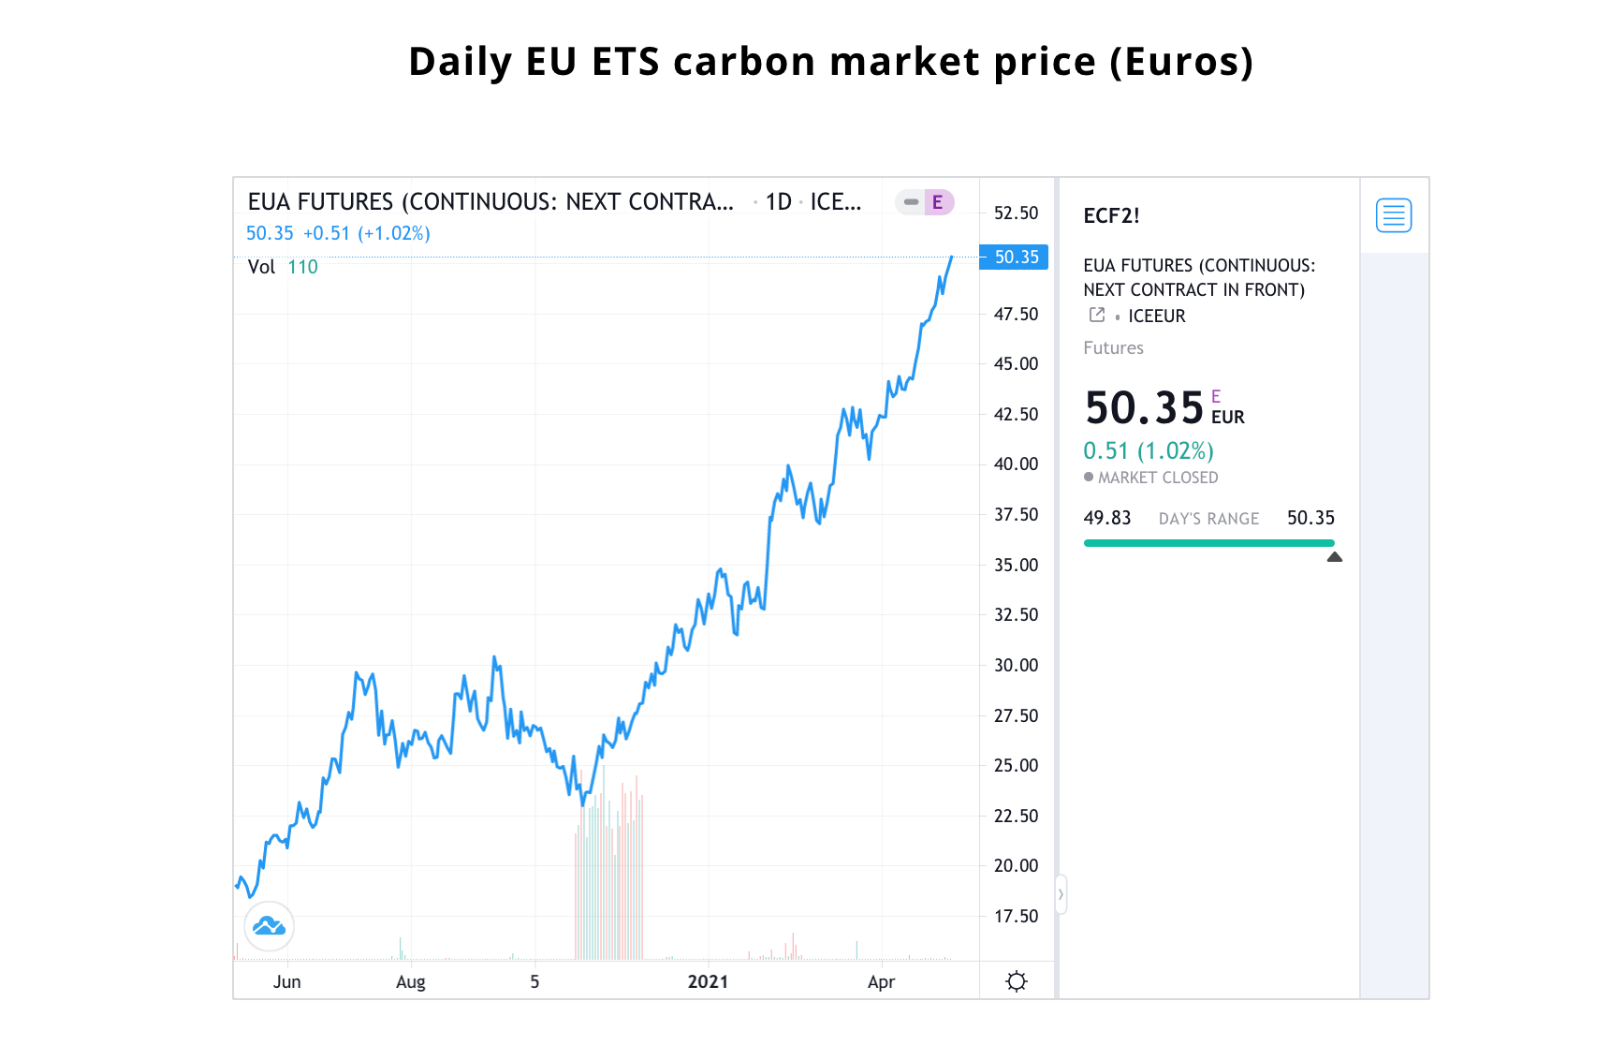 Daily EU ETS carbon market price (Euros)
EUA FUTURES (CONTINUOUS: NEXT CONTRA... · 1D · ICE...
E
50.35 +0.51 (+1.02%)
Vol 110
52.50
50.35
47.50
45.00
42.50
40.00
37.50
35.00
32.50
30.00
27.50
25.00
22.50
20.00
17.50
Jun
Aug
5
2021
Apr
ECF2!
EUA FUTURES (CONTINUOUS:
NEXT CONTRACT IN FRONT)
• ICEEUR
Futures
50.35 E EUR
0.51 (1.02%)
● MARKET CLOSED
49.83 DAY'S RANGE 50.35